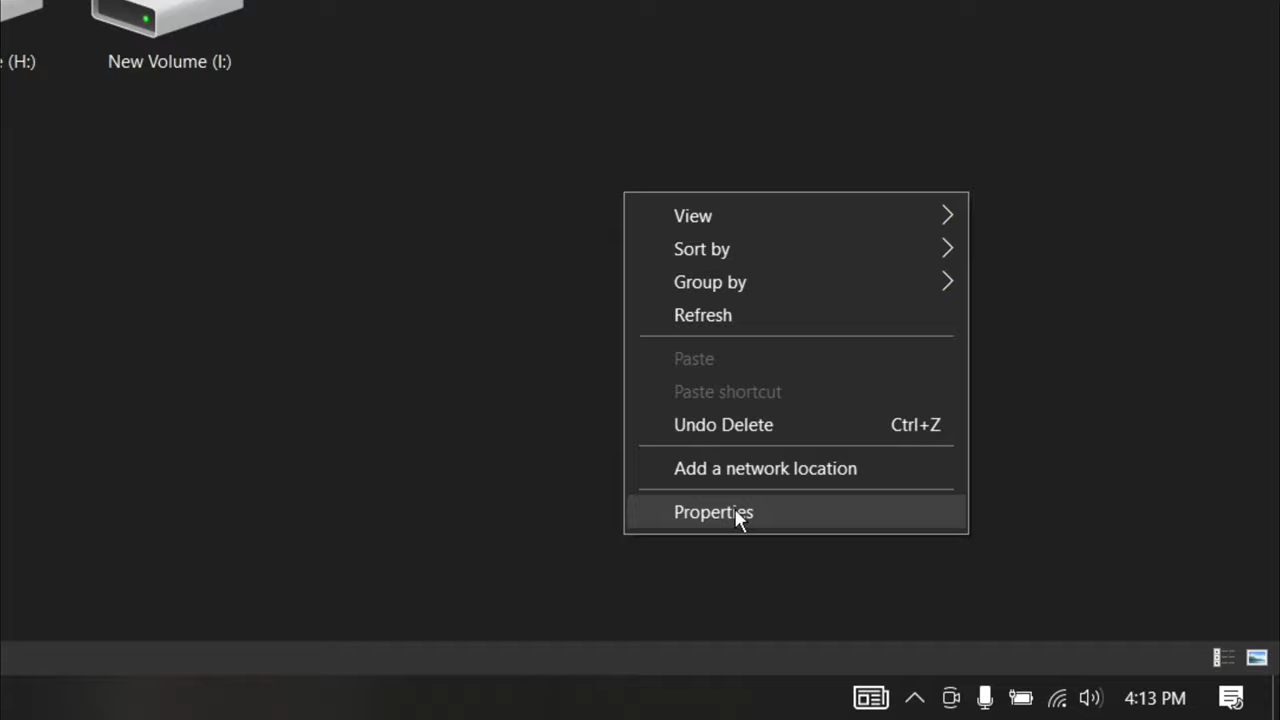 e (H:)
New Volume (I:)
View
Sort by
Group by
Refresh
Paste
Paste shortcut
Undo Delete Ctrl+Z
Add a network location
Properties
4:13 PM